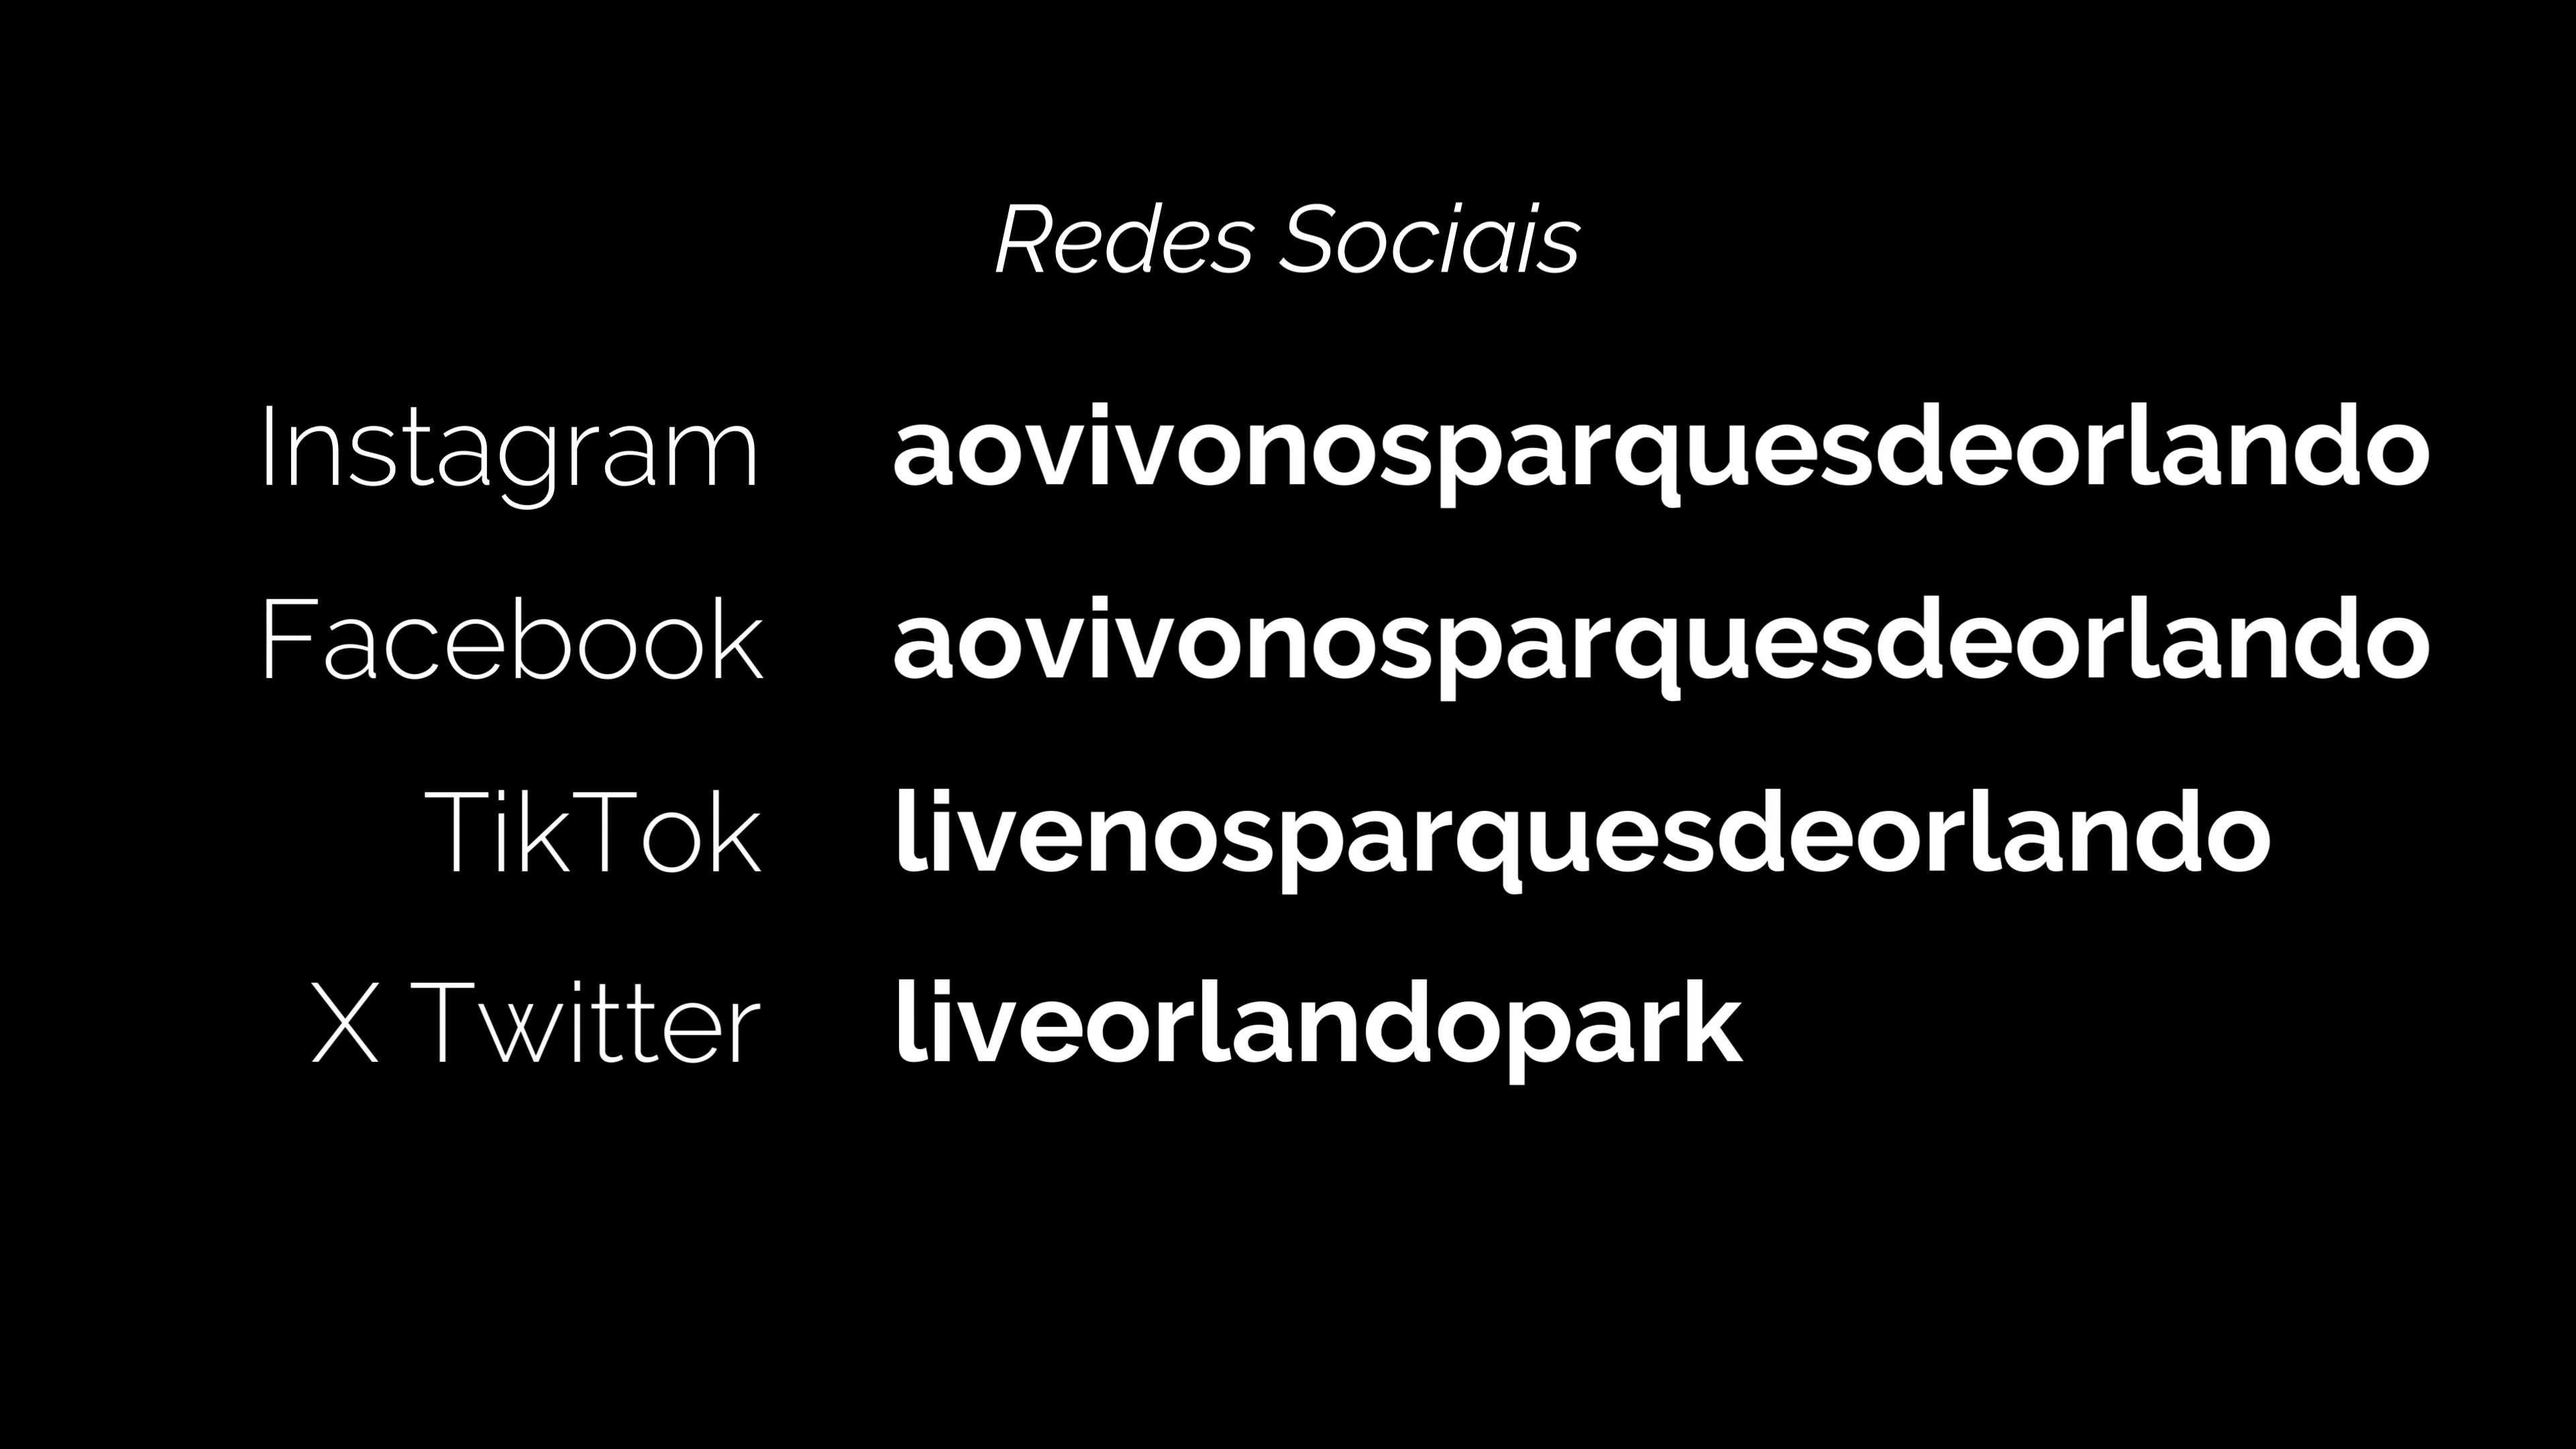 Redes Sociais
Instagram aovivonosparquesdeorlando
Facebook aovivonosparquesdeorlando
TikTok livenosparquesdeorlando
X Twitter liveorlandopark